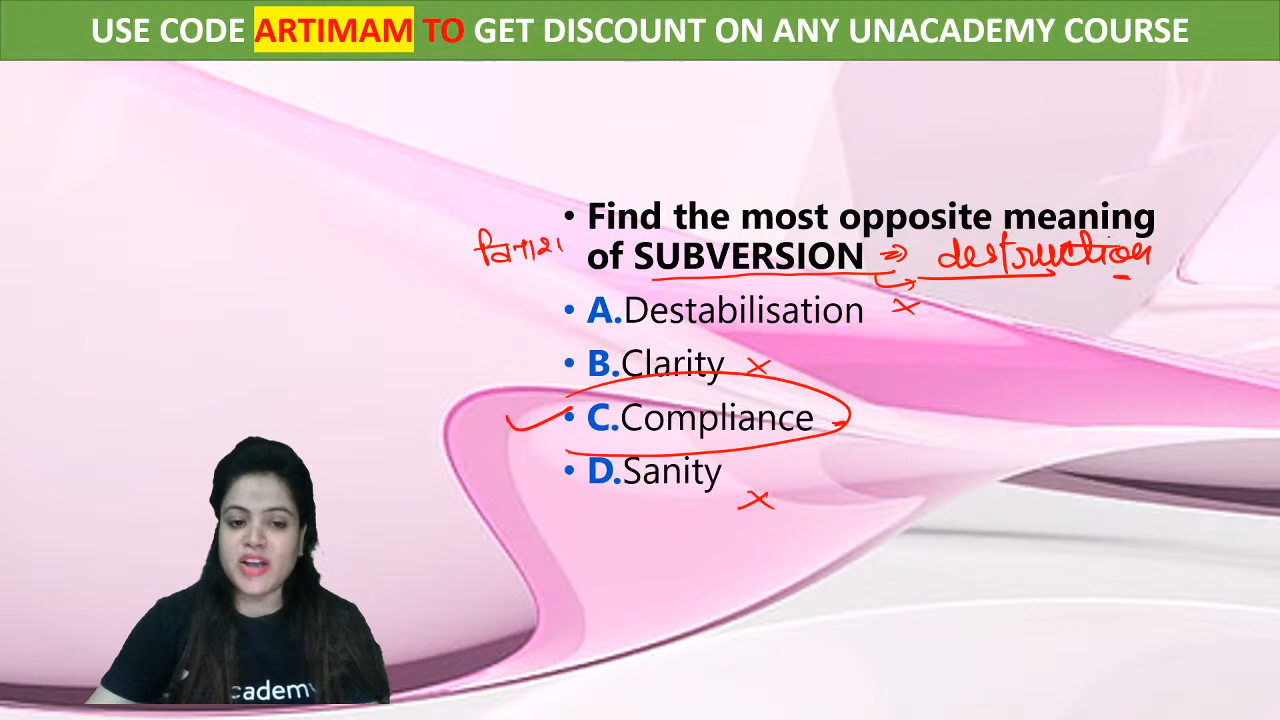 USE CODE ARTIMAM TO GET DISCOUNT ON ANY UNACADEMY COURSE
• Find the most opposite meaning
विनाश of SUBVERSION ⇒ destruction
• A.Destabilisation ×
• B.Clarity ×
• C.Compliance
• D.Sanity ×
cademy